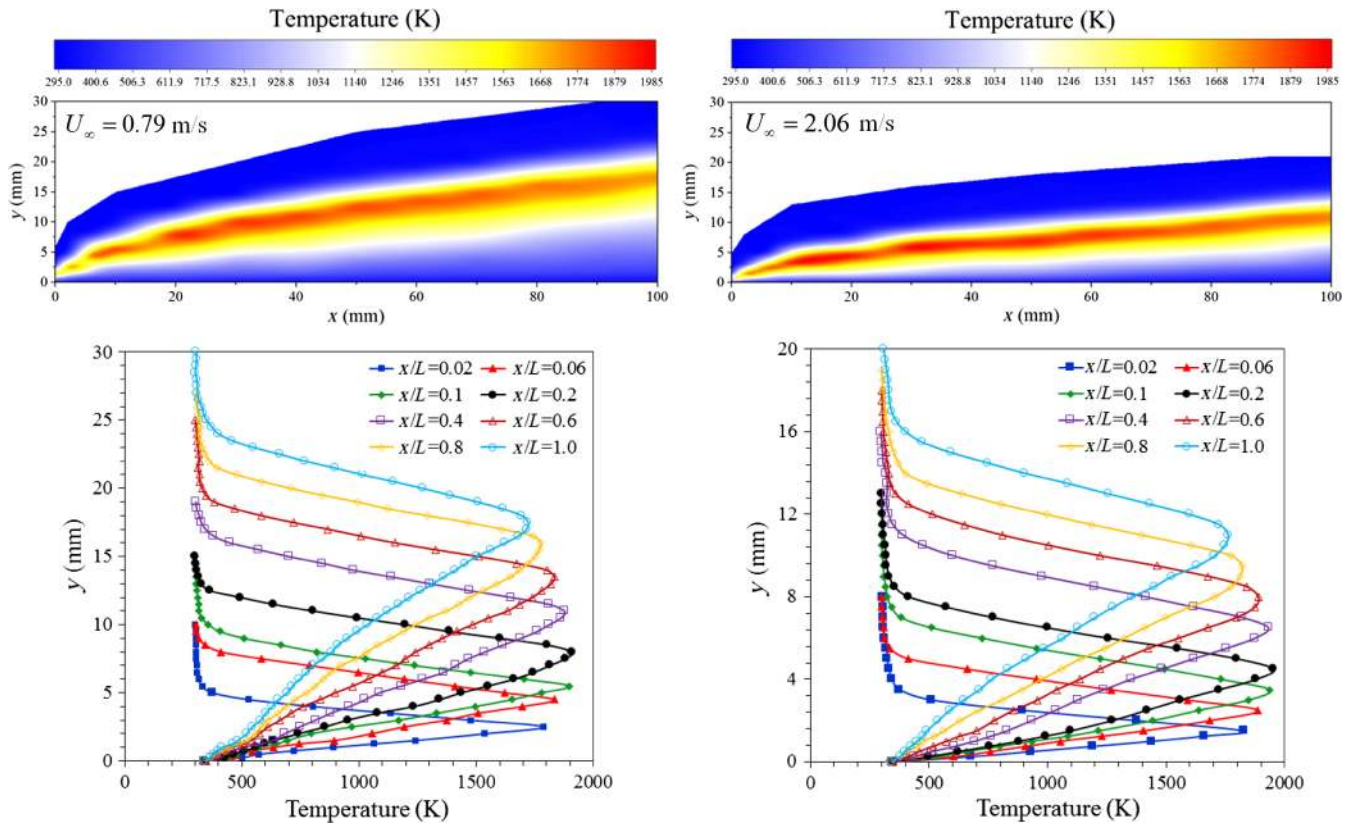 Temperature (K)
295.0 400.6 506.3 611.9 717.5 823.1 928.8 1034 1140 1246 1351 1457 1563 1668 1774 1879 1985
U∞ = 0.79 m/s
30
25
20
15
10
5
0
y (mm)
0 20 40 60 80 100
x (mm)
Temperature (K)
295.0 400.6 506.3 611.9 717.5 823.1 928.8 1034 1140 1246 1351 1457 1563 1668 1774 1879 1985
U∞ = 2.06 m/s
30
25
20
15
10
5
0
y (mm)
0 20 40 60 80 100
x (mm)
30
25
20
15
10
5
0
y (mm)
x/L=0.02 x/L=0.06
x/L=0.1 x/L=0.2
x/L=0.4 x/L=0.6
x/L=0.8 x/L=1.0
0 500 1000 1500 2000
Temperature (K)
20
16
12
8
4
0
y (mm)
x/L=0.02 x/L=0.06
x/L=0.1 x/L=0.2
x/L=0.4 x/L=0.6
x/L=0.8 x/L=1.0
0 500 1000 1500 2000
Temperature (K)